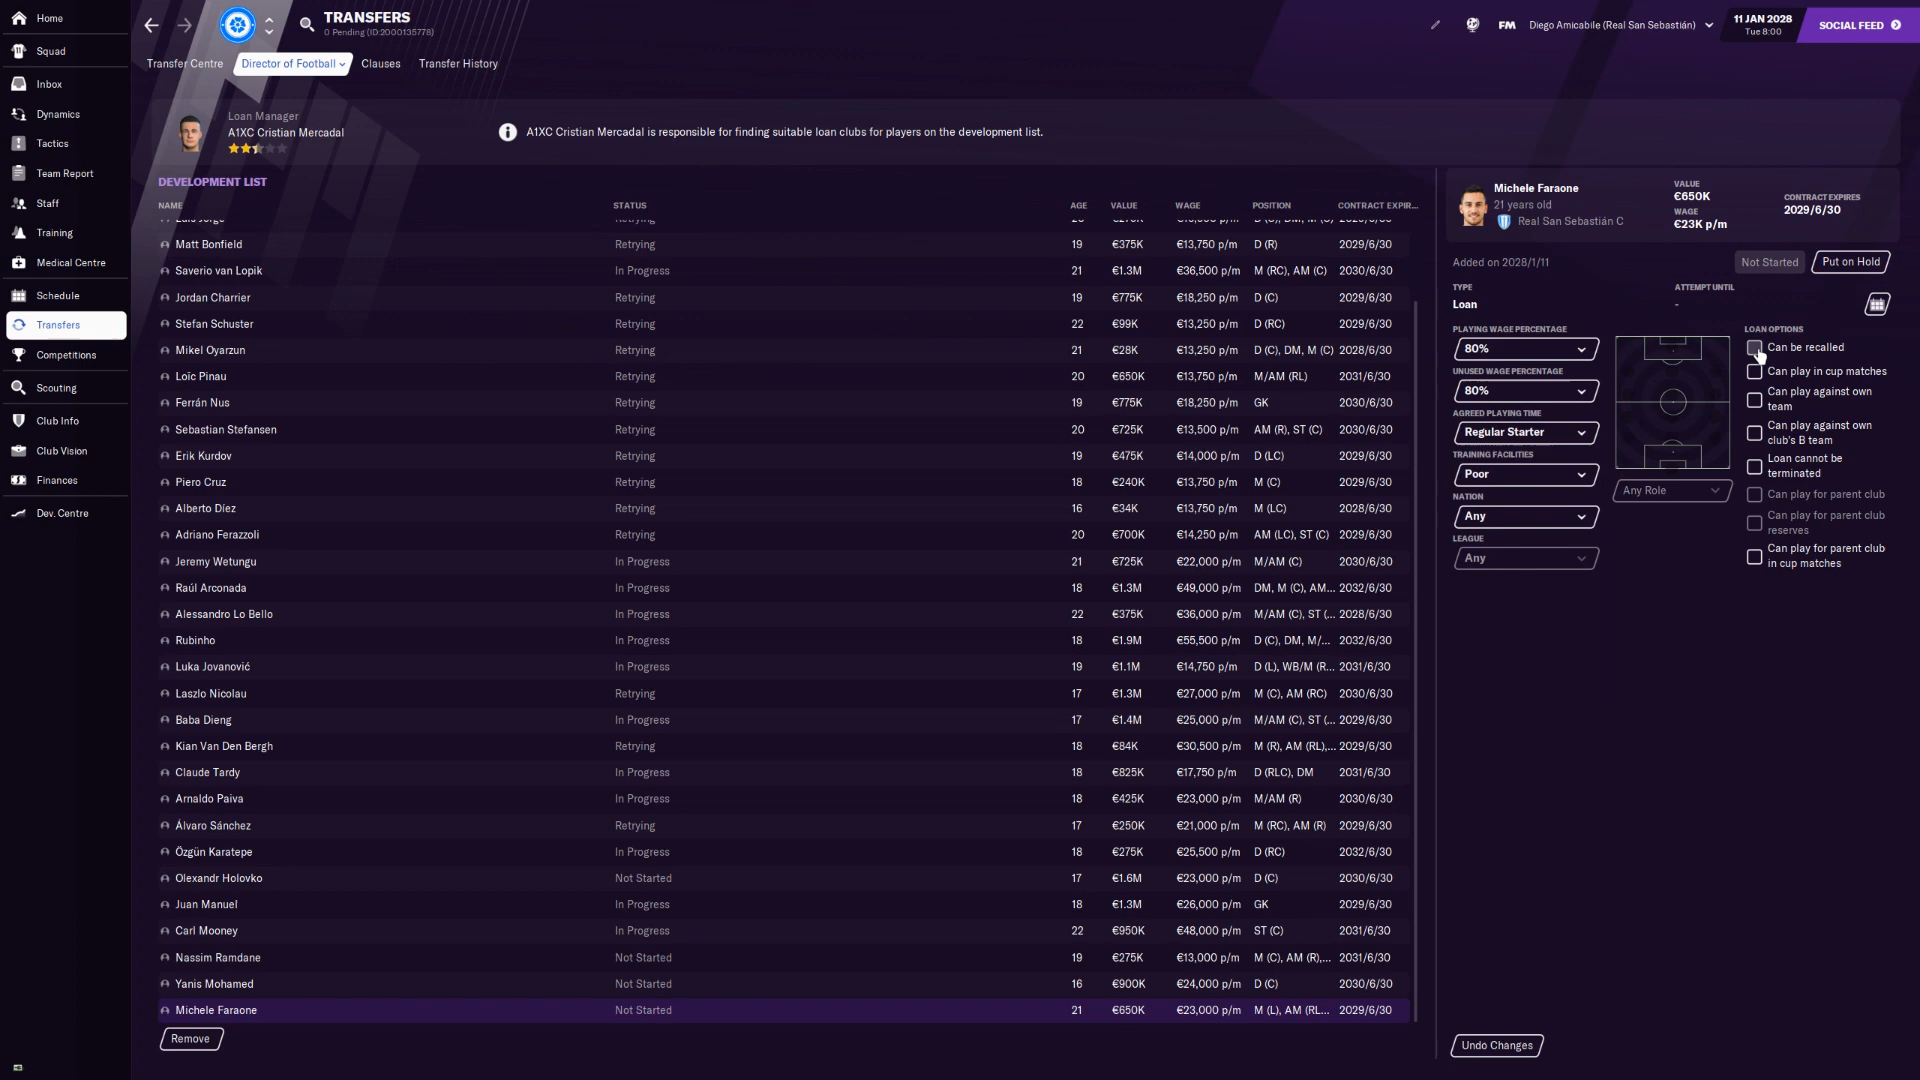 Home
Squad
Inbox
Dynamics
Tactics
Team Report
Staff
Training
Medical Centre
Schedule
Transfers
Competitions
Scouting
Club Info
Club Vision
Finances
Dev. Centre
TRANSFERS
0 Pending (ID:2000135778)
FM
Diego Amicabile (Real San Sebastián)
11 JAN 2028
Tue 8:00
SOCIAL FEED
Transfer Centre Director of Football Clauses Transfer History
Loan Manager
A1XC Cristian Mercadal
A1XC Cristian Mercadal is responsible for finding suitable loan clubs for players on the development list.
DEVELOPMENT LIST
NAME STATUS AGE VALUE WAGE POSITION CONTRACT EXPIR...
Matt Bonfield Retrying 19 €375K €13,750 p/m D (R) 2029/6/30
Saverio van Lopik In Progress 21 €1.3M €36,500 p/m M (RC), AM (C) 2030/6/30
Jordan Charrier Retrying 19 €775K €18,250 p/m D (C) 2029/6/30
Stefan Schuster Retrying 22 €99K €13,250 p/m D (RC) 2029/6/30
Mikel Oyarzun Retrying 21 €28K €13,250 p/m D (C), DM, M (C) 2028/6/30
Loïc Pinau Retrying 20 €650K €13,750 p/m M/AM (RL) 2031/6/30
Ferrán Nus Retrying 19 €775K €18,250 p/m GK 2030/6/30
Sebastian Stefansen Retrying 20 €725K €13,500 p/m AM (R), ST (C) 2030/6/30
Erik Kurdov Retrying 19 €475K €14,000 p/m D (LC) 2029/6/30
Piero Cruz Retrying 18 €240K €13,750 p/m M (C) 2029/6/30
Alberto Díez Retrying 16 €34K €13,750 p/m M (LC) 2028/6/30
Adriano Ferazzoli Retrying 20 €700K €14,250 p/m AM (LC), ST (C) 2029/6/30
Jeremy Wetungu In Progress 21 €725K €22,000 p/m M/AM (C) 2030/6/30
Raúl Arconada In Progress 18 €1.3M €49,000 p/m DM, M (C), AM... 2032/6/30
Alessandro Lo Bello In Progress 22 €375K €36,000 p/m M/AM (C), ST (... 2028/6/30
Rubinho In Progress 18 €1.9M €55,500 p/m D (C), DM, M/... 2032/6/30
Luka Jovanović In Progress 19 €1.1M €14,750 p/m D (L), WB/M (R... 2031/6/30
Laszlo Nicolau Retrying 17 €1.3M €27,000 p/m M (C), AM (RC) 2030/6/30
Baba Dieng In Progress 17 €1.4M €25,000 p/m M/AM (C), ST (... 2029/6/30
Kian Van Den Bergh Retrying 18 €84K €30,500 p/m M (R), AM (RL),... 2029/6/30
Claude Tardy In Progress 18 €825K €17,750 p/m D (RLC), DM 2031/6/30
Arnaldo Paiva In Progress 18 €425K €23,000 p/m M/AM (R) 2030/6/30
Álvaro Sánchez Retrying 17 €250K €21,000 p/m M (RC), AM (R) 2029/6/30
Özgün Karatepe In Progress 18 €275K €25,500 p/m D (RC) 2032/6/30
Olexandr Holovko Not Started 17 €1.6M €23,000 p/m D (C) 2030/6/30
Juan Manuel In Progress 18 €1.3M €26,000 p/m GK 2029/6/30
Carl Mooney In Progress 22 €950K €48,000 p/m ST (C) 2031/6/30
Nassim Ramdane Not Started 19 €275K €13,000 p/m M (C), AM (R),... 2031/6/30
Yanis Mohamed Not Started 16 €900K €24,000 p/m D (C) 2030/6/30
Michele Faraone Not Started 21 €650K €23,000 p/m M (L), AM (RL... 2029/6/30
Remove
Michele Faraone
21 years old
Real San Sebastián C
VALUE
€650K
WAGE
€23K p/m
CONTRACT EXPIRES
2029/6/30
Added on 2028/1/11
Not Started
Put on Hold
TYPE
Loan
ATTEMPT UNTIL
-
PLAYING WAGE PERCENTAGE
80%
UNUSED WAGE PERCENTAGE
80%
AGREED PLAYING TIME
Regular Starter
TRAINING FACILITIES
Poor
NATION
Any
LEAGUE
Any
Any Role
LOAN OPTIONS
Can be recalled
Can play in cup matches
Can play against own
team
Can play against own
club's B team
Loan cannot be
terminated
Can play for parent club
Can play for parent club
reserves
Can play for parent club
in cup matches
Undo Changes